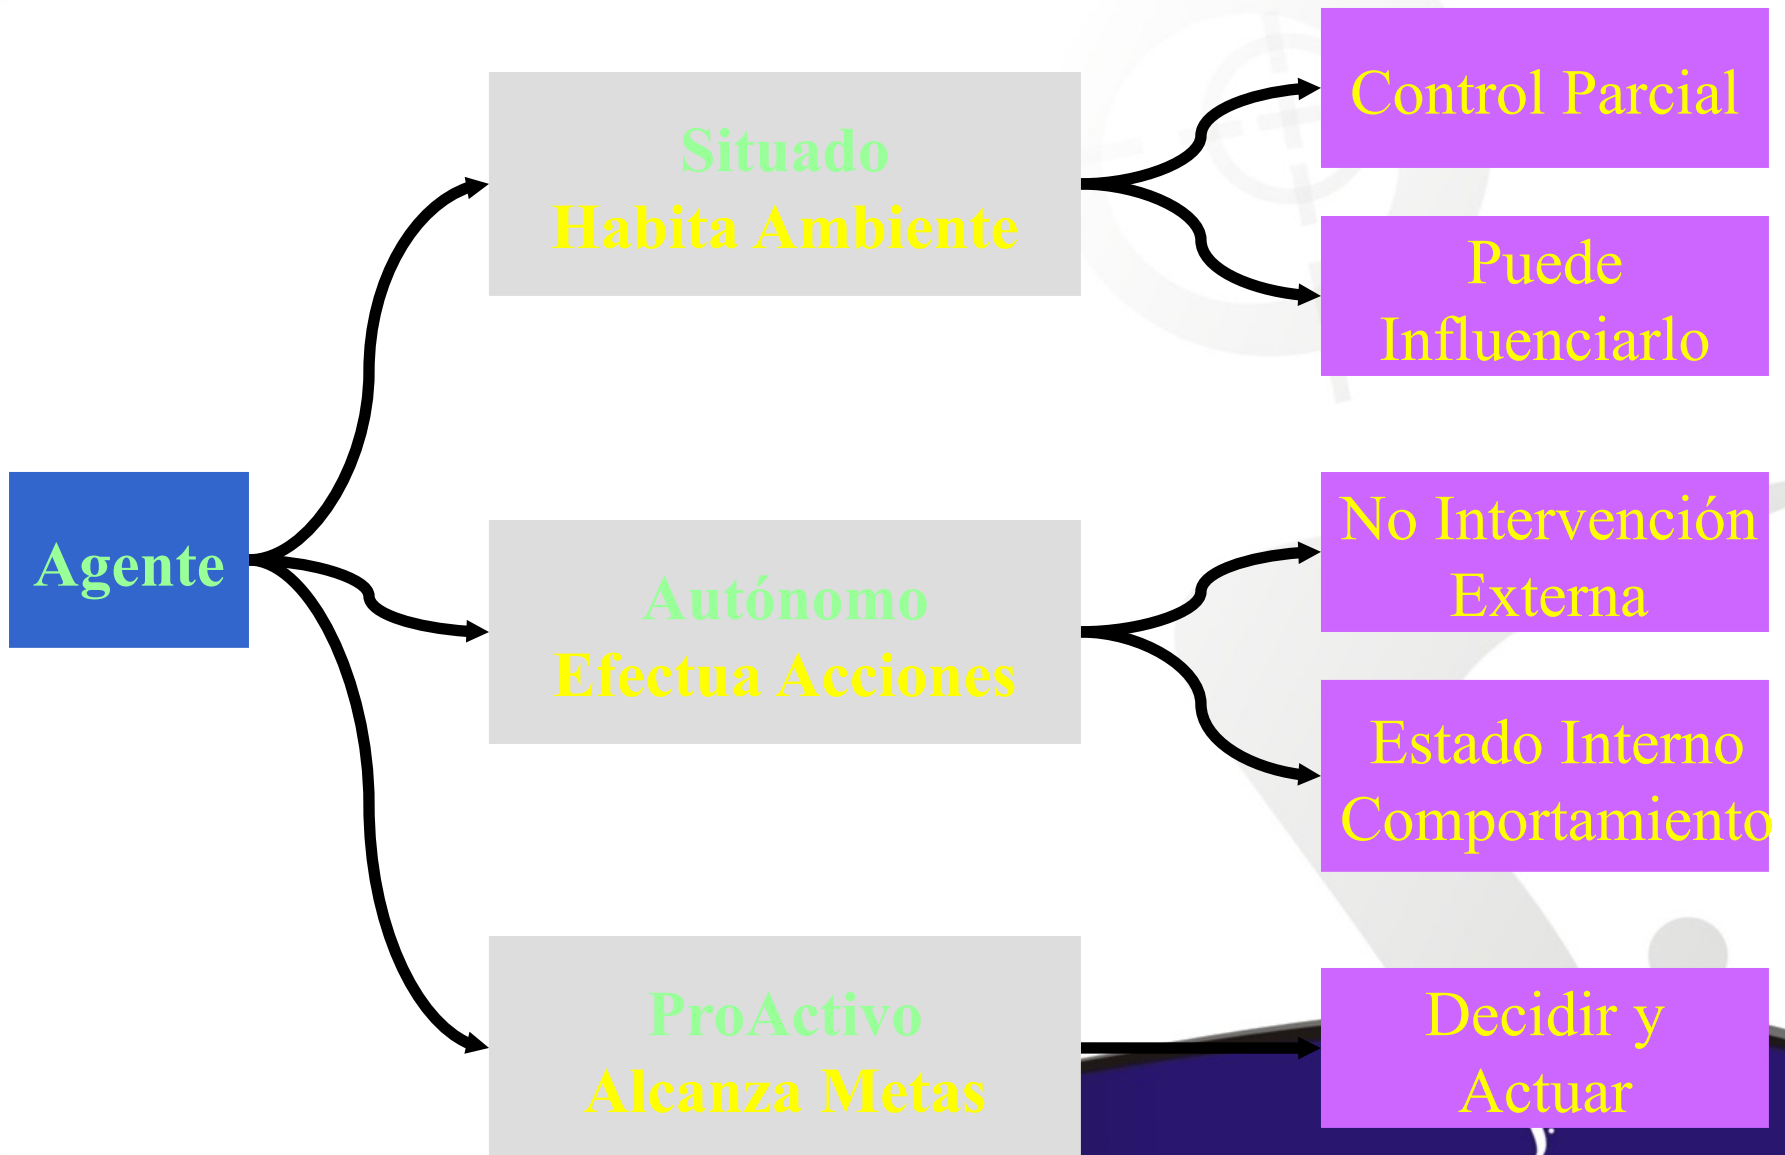 Agente
Situado
Habita Ambiente
Control Parcial
Puede
Influenciarlo
Autónomo
Efectua Acciones
No Intervención
Externa
Estado Interno
Comportamiento
ProActivo
Alcanza Metas
Decidir y
Actuar